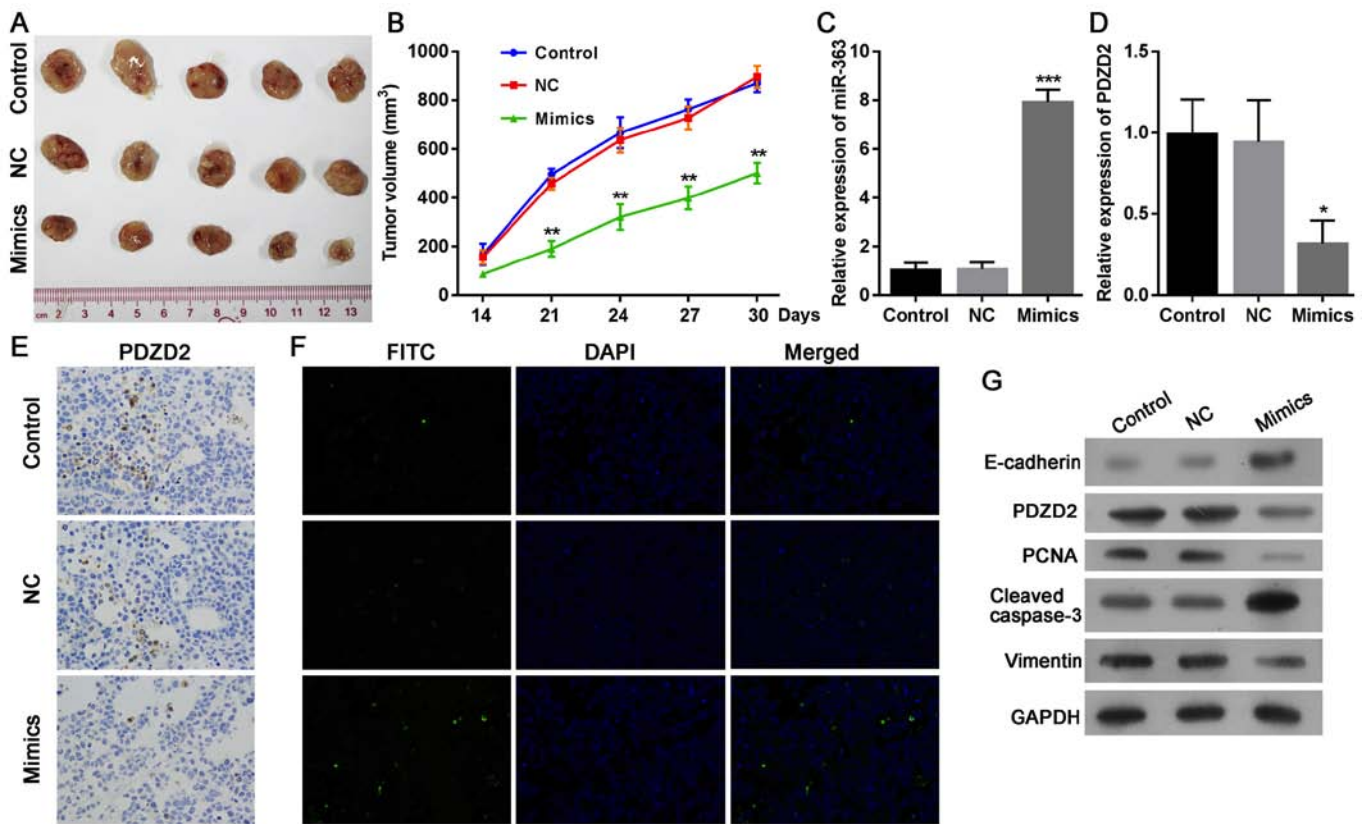 A
Control
NC
Mimics
cm 2 3 4 5 6 7 8 9 10 11 12 13
B
Tumor volume (mm³)
1000
800
600
400
200
0
Control
NC
Mimics
**
**
**
**
14 21 24 27 30 Days
C
Relative expression of miR-363
10
8
6
4
2
0
***
Control NC Mimics
D
Relative expression of PDZD2
1.5
1.0
0.5
0.0
*
Control NC Mimics
E
PDZD2
Control
NC
Mimics
F
FITC DAPI Merged
G
Control NC Mimics
E-cadherin
PDZD2
PCNA
Cleaved
caspase-3
Vimentin
GAPDH